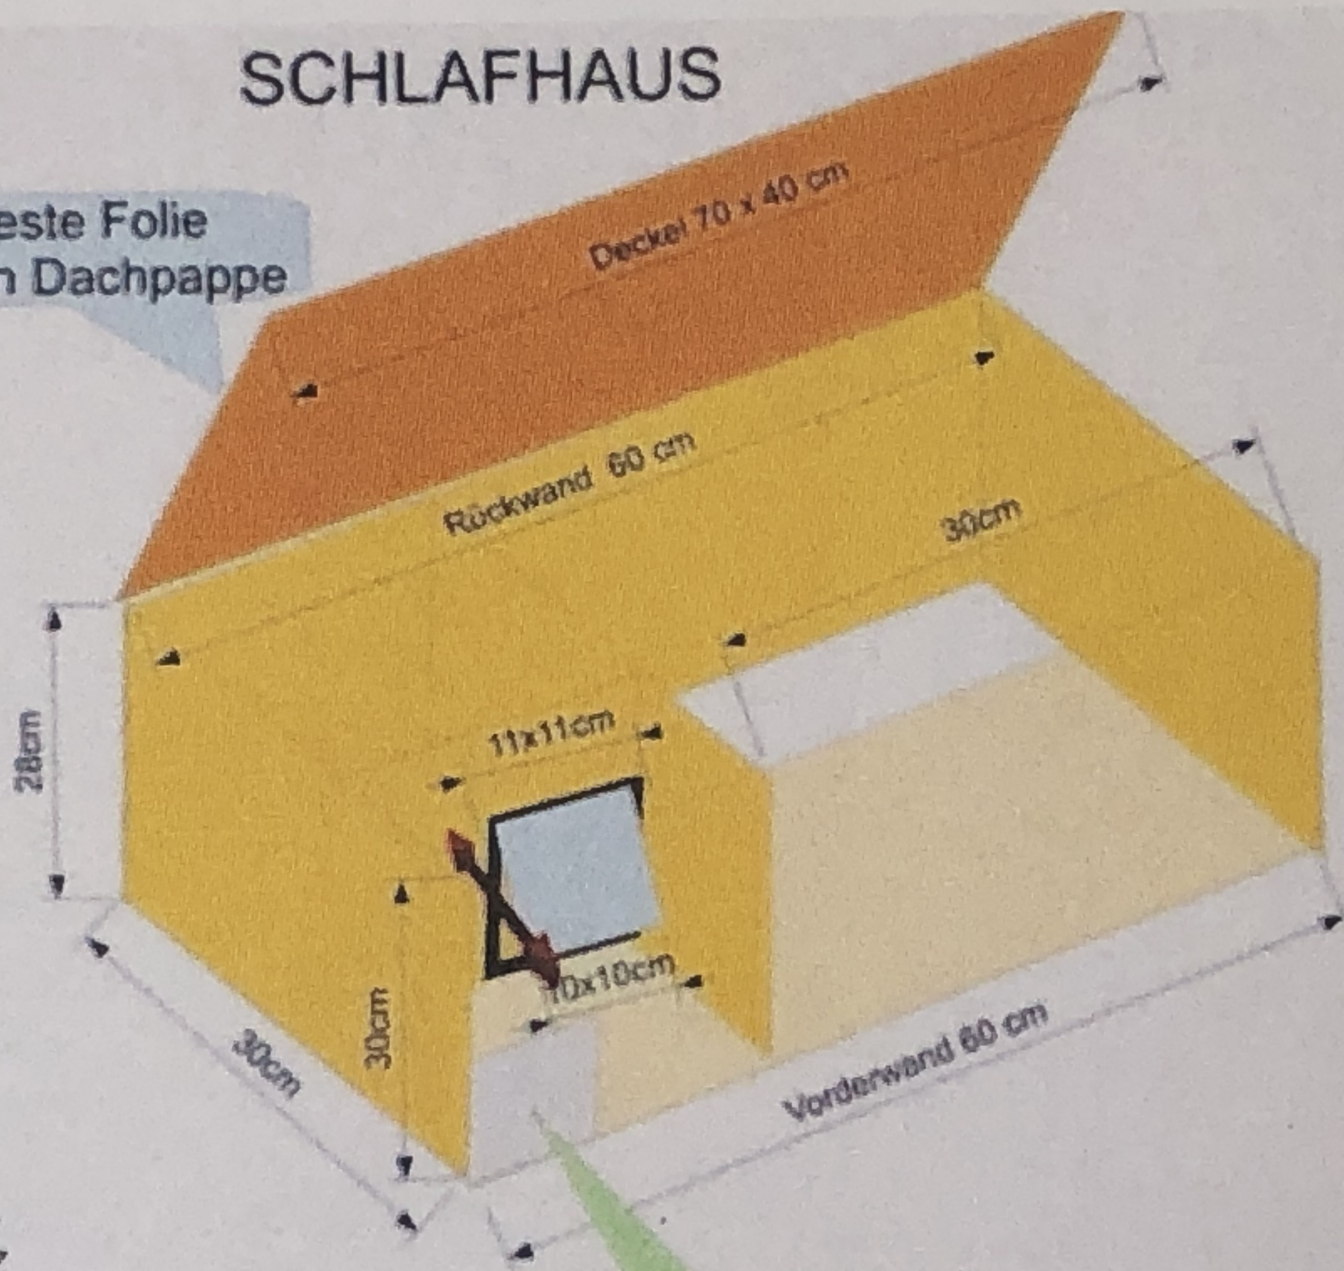 SCHLAFHAUS
este Folie
n Dachpappe
Deckel 70 x 40 cm
Rückwand 60 cm
30cm
28cm
11x11cm
10x10cm
30cm
30cm
Vorderwand 60 cm